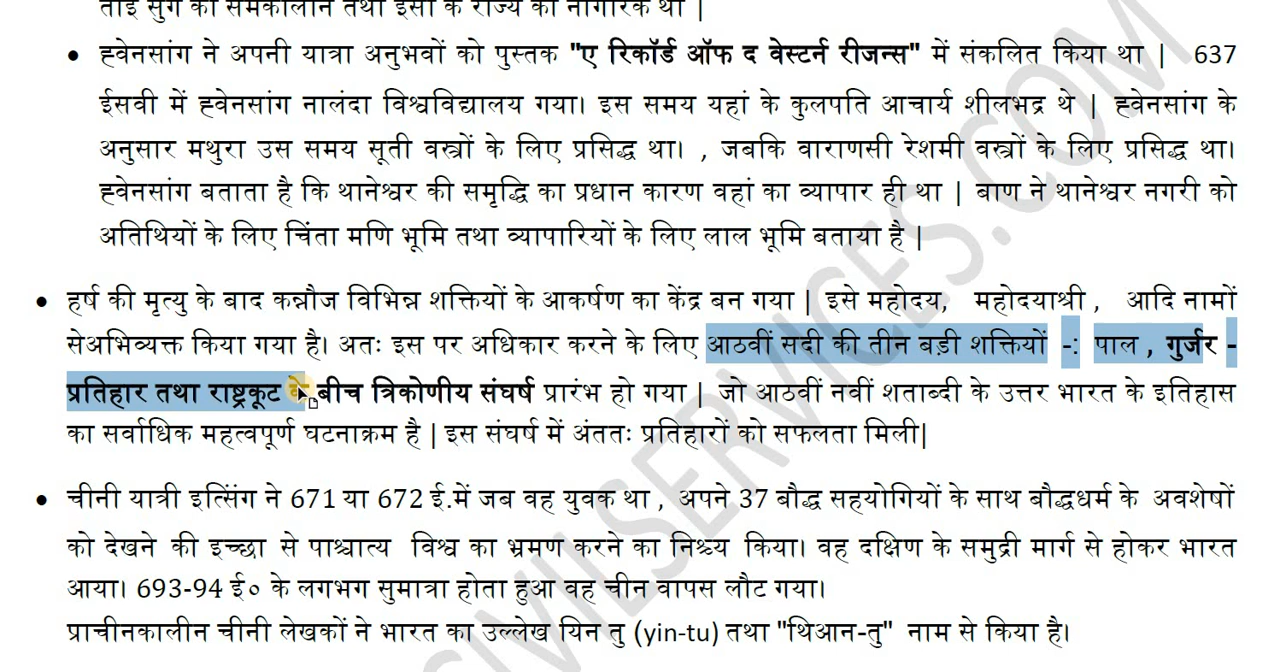 ताइ सुंग का समकालीन तथा इसी के राज्य का नागरिक था |
• ह्वेनसांग ने अपनी यात्रा अनुभवों को पुस्तक "ए रिकॉर्ड ऑफ द वेस्टर्न रीजन्स" में संकलित किया था | 637
ईसवी में ह्वेनसांग नालंदा विश्वविद्यालय गया। इस समय यहां के कुलपति आचार्य शीलभद्र थे | ह्वेनसांग के
अनुसार मथुरा उस समय सूती वस्त्रों के लिए प्रसिद्ध था। , जबकि वाराणसी रेशमी वस्त्रों के लिए प्रसिद्ध था।
ह्वेनसांग बताता है कि थानेश्वर की समृद्धि का प्रधान कारण वहां का व्यापार ही था | बाण ने थानेश्वर नगरी को
अतिथियों के लिए चिंता मणि भूमि तथा व्यापारियों के लिए लाल भूमि बताया है |
• हर्ष की मृत्यु के बाद कन्नौज विभिन्न शक्तियों के आकर्षण का केंद्र बन गया | इसे महोदय, महोदयाश्री , आदि नामों
सेअभिव्यक्त किया गया है। अतः इस पर अधिकार करने के लिए आठवीं सदी की तीन बड़ी शक्तियों -: पाल , गुर्जर -
प्रतिहार तथा राष्ट्रकूट के बीच त्रिकोणीय संघर्ष प्रारंभ हो गया | जो आठवीं नवीं शताब्दी के उत्तर भारत के इतिहास
का सर्वाधिक महत्वपूर्ण घटनाक्रम है | इस संघर्ष में अंततः प्रतिहारों को सफलता मिली|
• चीनी यात्री इत्सिंग ने 671 या 672 ई.में जब वह युवक था , अपने 37 बौद्ध सहयोगियों के साथ बौद्धधर्म के अवशेषों
को देखने की इच्छा से पाश्चात्य विश्व का भ्रमण करने का निश्चय किया। वह दक्षिण के समुद्री मार्ग से होकर भारत
आया। 693-94 ई० के लगभग सुमात्रा होता हुआ वह चीन वापस लौट गया।
प्राचीनकालीन चीनी लेखकों ने भारत का उल्लेख यिन तु (yin-tu) तथा "थिआन-तु" नाम से किया है।
CIVILSERVICES.COM